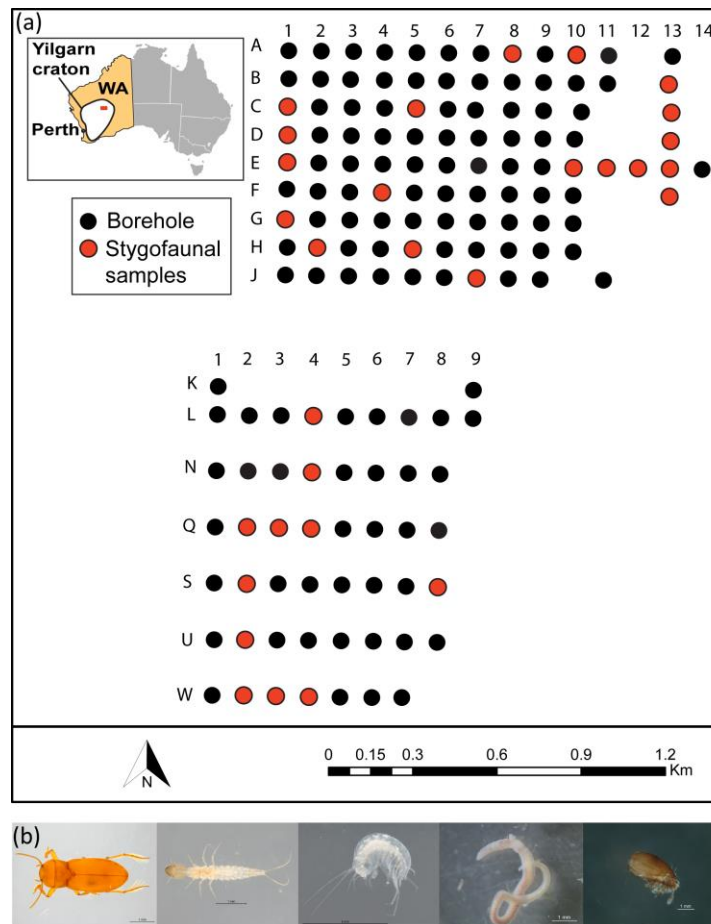 (a)
Yilgarn
craton
WA
Perth
Borehole
Stygofaunal
samples
1 2 3 4 5 6 7 8 9 10 11 12 13 14
A
B
C
D
E
F
G
H
J
1 2 3 4 5 6 7 8 9
K
L
N
Q
S
U
W
N
0 0.15 0.3 0.6 0.9 1.2
Km
(b)
1 mm